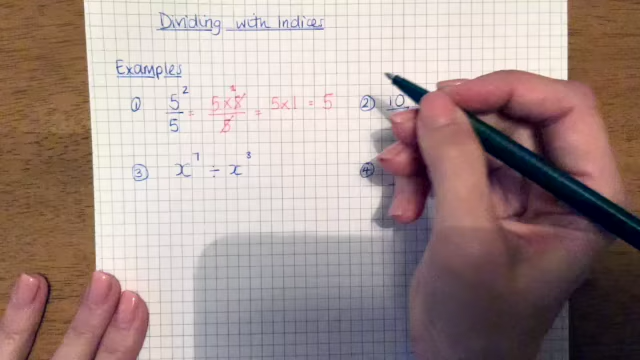 Dividing with Indices
Examples
① 5²/5 = 5×5/5 = 5×1 = 5 ② 10
③ x⁷ ÷ x³ ④